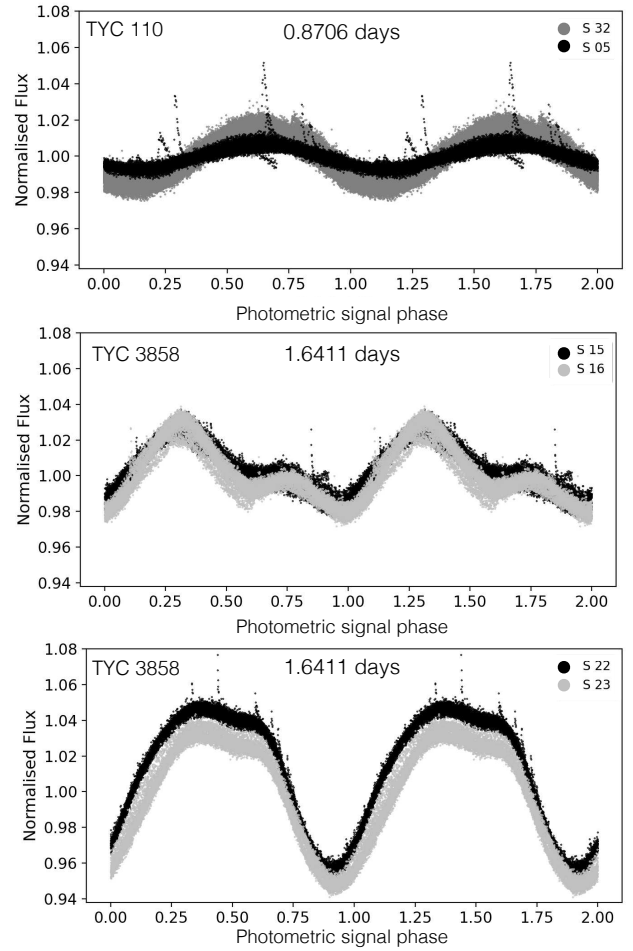 TYC 110
0.8706 days
S 32
S 05
1.08
1.06
1.04
1.02
1.00
0.98
0.96
0.94
Normalised Flux
0.00 0.25 0.50 0.75 1.00 1.25 1.50 1.75 2.00
Photometric signal phase
TYC 3858
1.6411 days
S 15
S 16
1.08
1.06
1.04
1.02
1.00
0.98
0.96
0.94
Normalised Flux
0.00 0.25 0.50 0.75 1.00 1.25 1.50 1.75 2.00
Photometric signal phase
TYC 3858
1.6411 days
S 22
S 23
1.08
1.06
1.04
1.02
1.00
0.98
0.96
0.94
Normalised Flux
0.00 0.25 0.50 0.75 1.00 1.25 1.50 1.75 2.00
Photometric signal phase